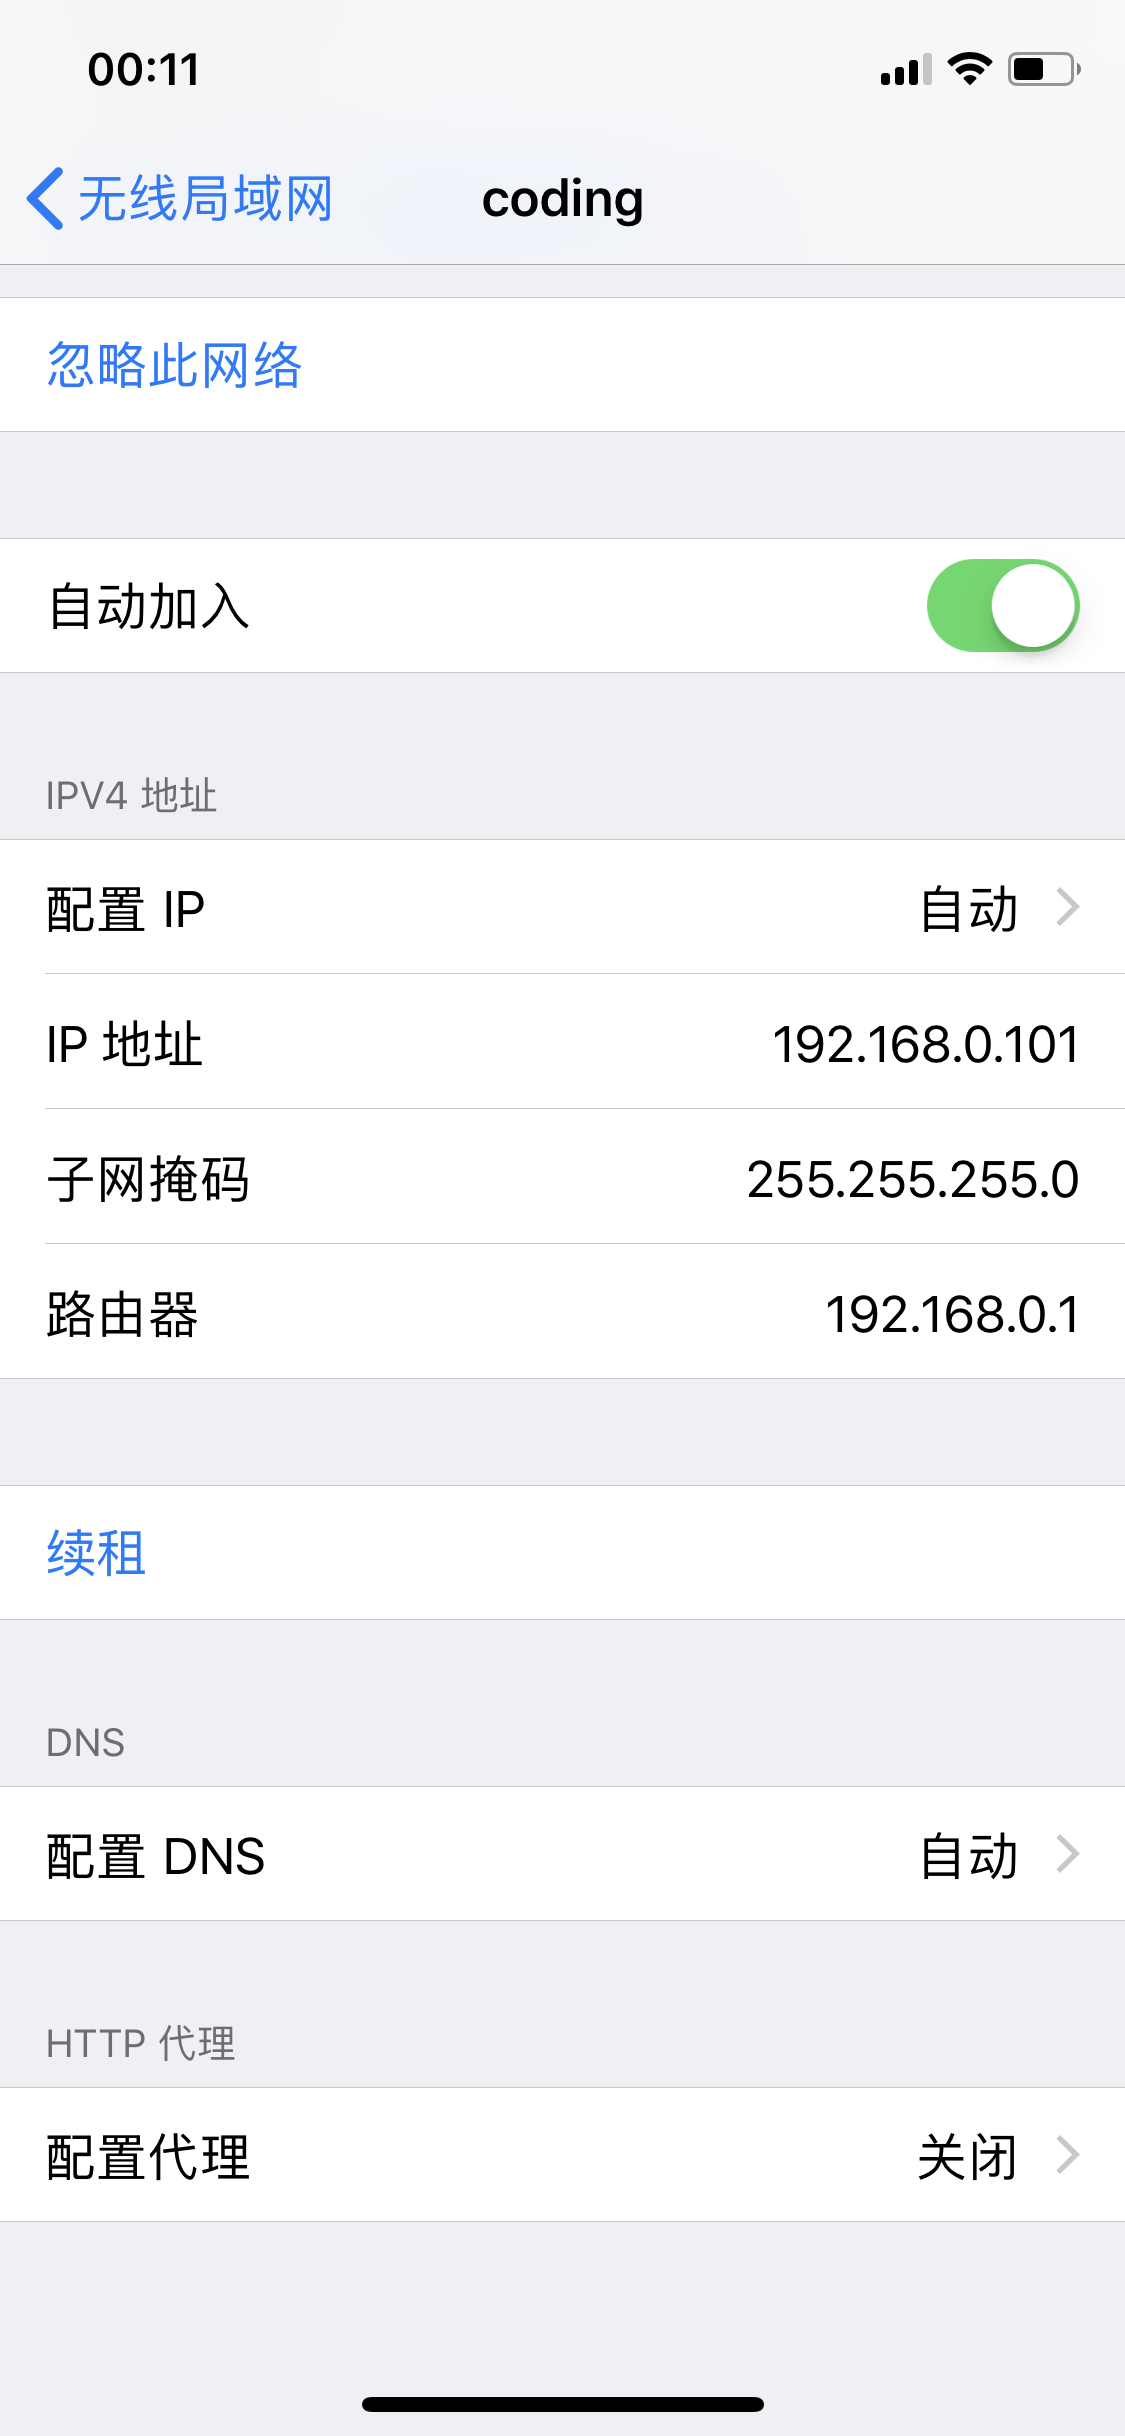 00:11
无线局域网 coding
忽略此网络
自动加入
IPV4 地址
配置 IP 自动
IP 地址 192.168.0.101
子网掩码 255.255.255.0
路由器 192.168.0.1
续租
DNS
配置 DNS 自动
HTTP 代理
配置代理 关闭